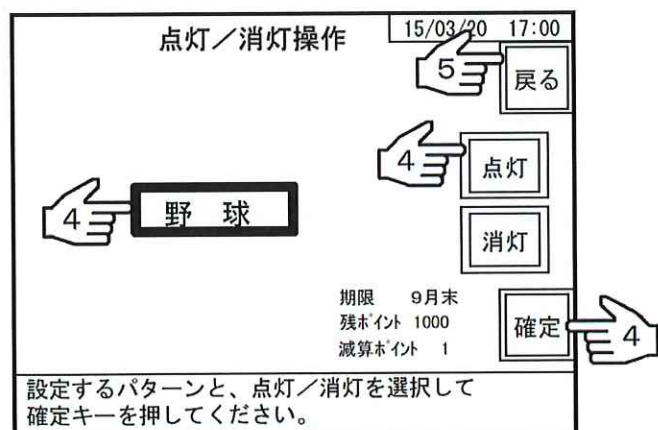 点灯／消灯操作
15/03/20 17:00
5
戻る
4
点灯
4
野 球
消灯
期限 9月末
残ﾎﾟｲﾝﾄ 1000
減算ﾎﾟｲﾝﾄ 1
確定
4
設定するパターンと、点灯／消灯を選択して
確定キーを押してください。